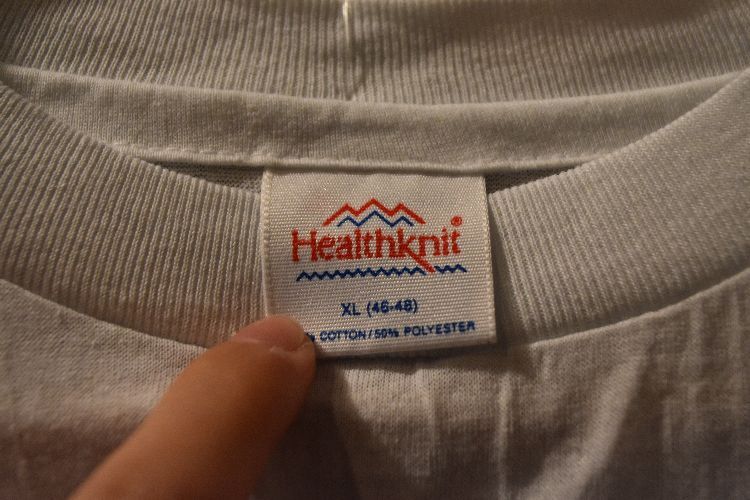 Healthknit®
XL (46-48)
% COTTON/50% POLYESTER